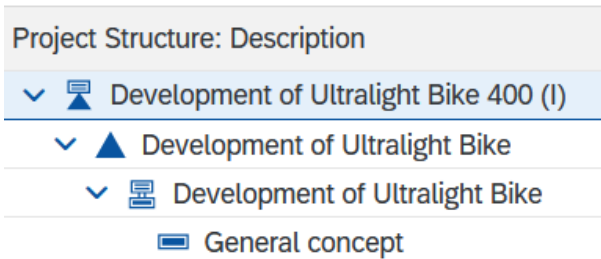 Project Structure: Description
Development of Ultralight Bike 400 (I)
Development of Ultralight Bike
Development of Ultralight Bike
General concept